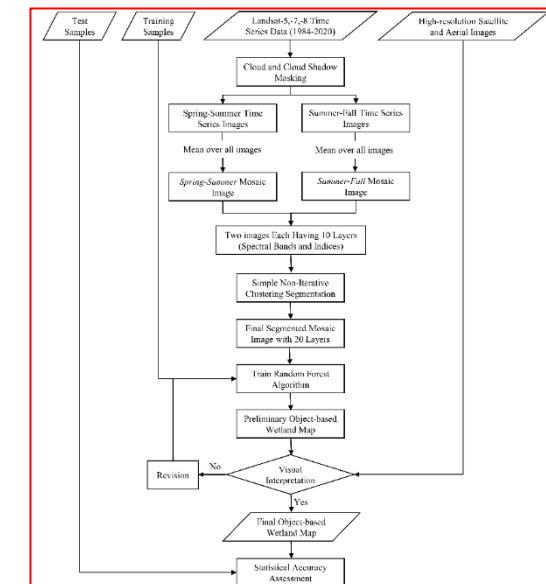 Test
Samples
Training
Samples
Landsat-5,-7,-8 Time
Series Data (1984-2020)
High-resolution Satellite
and Aerial Images
Cloud and Cloud Shadow
Masking
Spring-Summer Time
Series Images
Summer-Fall Time Series
Images
Mean over all images
Mean over all images
Spring-Summer Mosaic
Image
Summer-Fall Mosaic
Image
Two images Each Having 10 Layers
(Spectral Bands and Indices)
Simple Non-Iterative
Clustering Segmentation
Final Segmented Mosaic
Image with 20 Layers
Train Random Forest
Algorithm
Preliminary Object-based
Wetland Map
Revision
No
Visual
Interpretation
Yes
Final Object-based
Wetland Map
Statistical Accuracy
Assessment